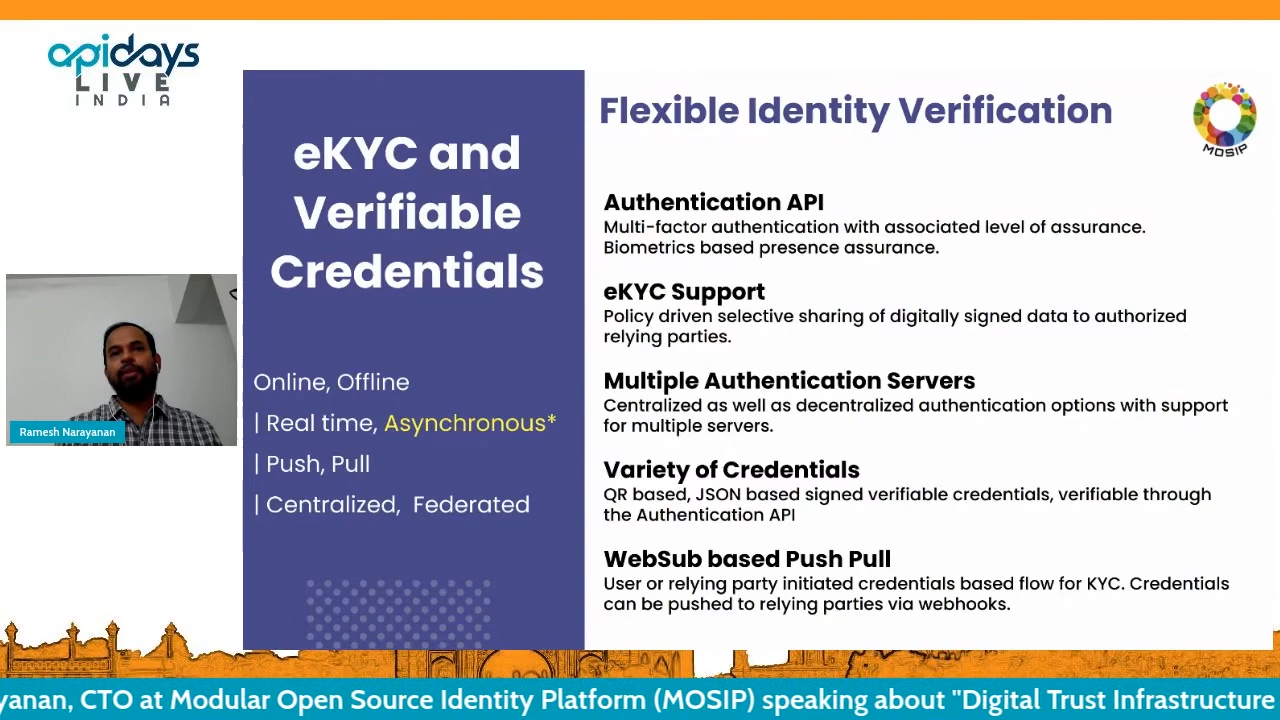 apidays
LIVE
INDIA
eKYC and
Verifiable
Credentials
Online, Offline
| Real time, Asynchronous*
| Push, Pull
| Centralized, Federated
Flexible Identity Verification
MOSIP
Authentication API
Multi-factor authentication with associated level of assurance.
Biometrics based presence assurance.
eKYC Support
Policy driven selective sharing of digitally signed data to authorized
relying parties.
Multiple Authentication Servers
Centralized as well as decentralized authentication options with support
for multiple servers.
Variety of Credentials
QR based, JSON based signed verifiable credentials, verifiable through
the Authentication API
WebSub based Push Pull
User or relying party initiated credentials based flow for KYC. Credentials
can be pushed to relying parties via webhooks.
Ramesh Narayanan
yanan, CTO at Modular Open Source Identity Platform (MOSIP) speaking about "Digital Trust Infrastructure